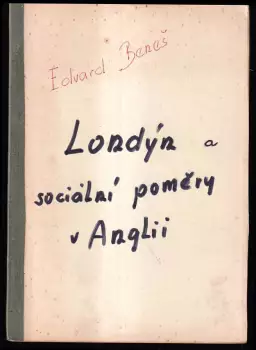 Edvard Beneš
Londýn a
sociální poměry
v Anglii